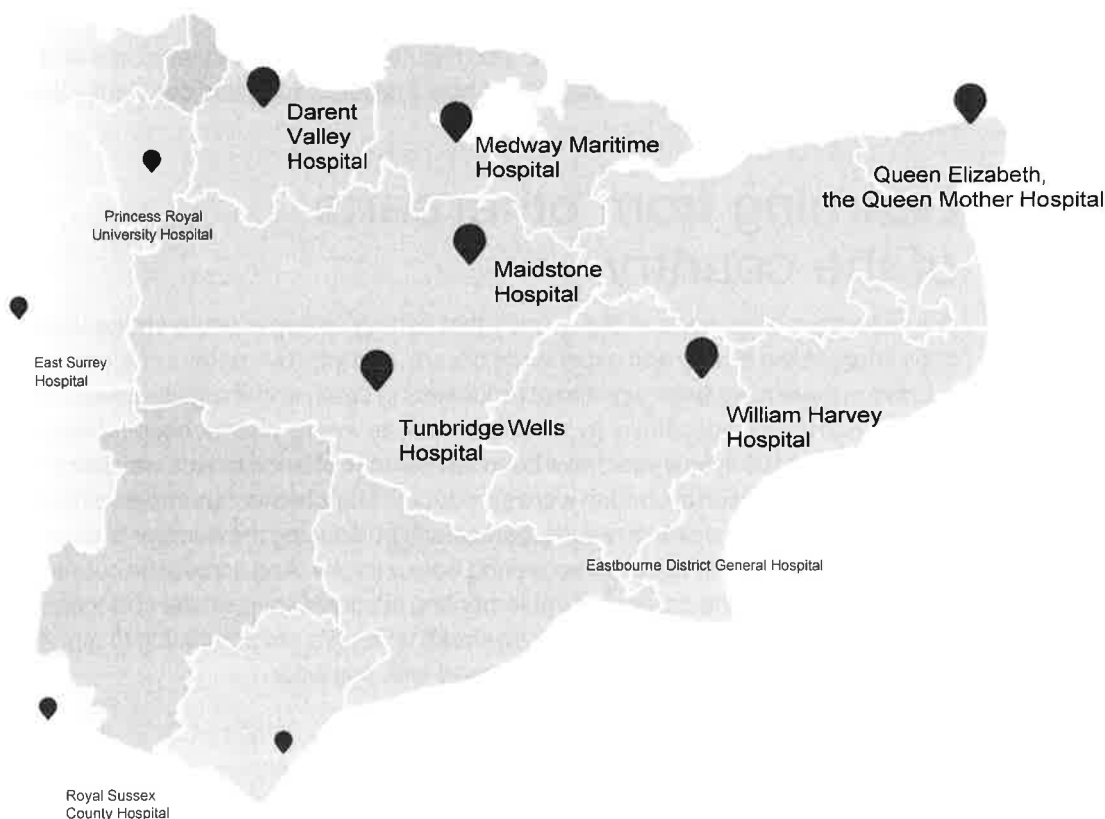 Darent
Valley
Hospital
Medway Maritime
Hospital
Queen Elizabeth,
the Queen Mother Hospital
Princess Royal
University Hospital
Maidstone
Hospital
East Surrey
Hospital
Tunbridge Wells
Hospital
William Harvey
Hospital
Eastbourne District General Hospital
Royal Sussex
County Hospital